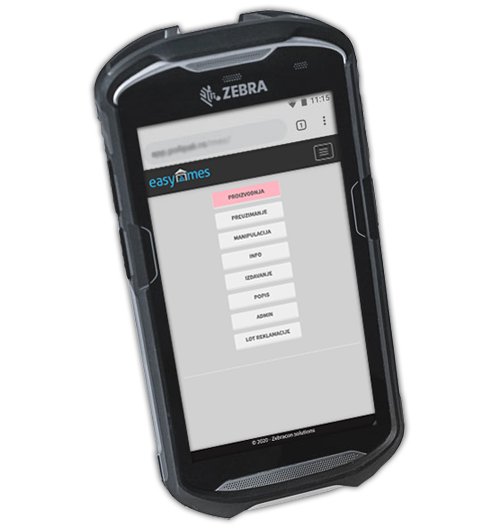 ZEBRA
11:15
1
easymes
PROIZVODNJA
PREUZIMANJE
MANIPULACIJA
INFO
IZDAVANJE
POPIS
ADMIN
LOT REKLAMACIJE
© 2020 - Zebracon solutions